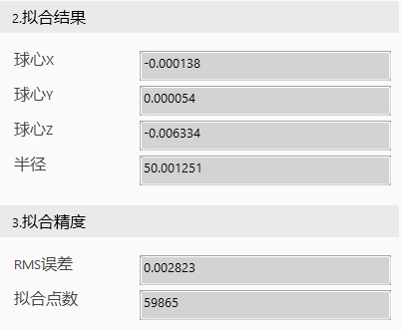 2.拟合结果
球心X
-0.000138
球心Y
0.000054
球心Z
-0.006334
半径
50.001251
3.拟合精度
RMS误差
0.002823
拟合点数
59865